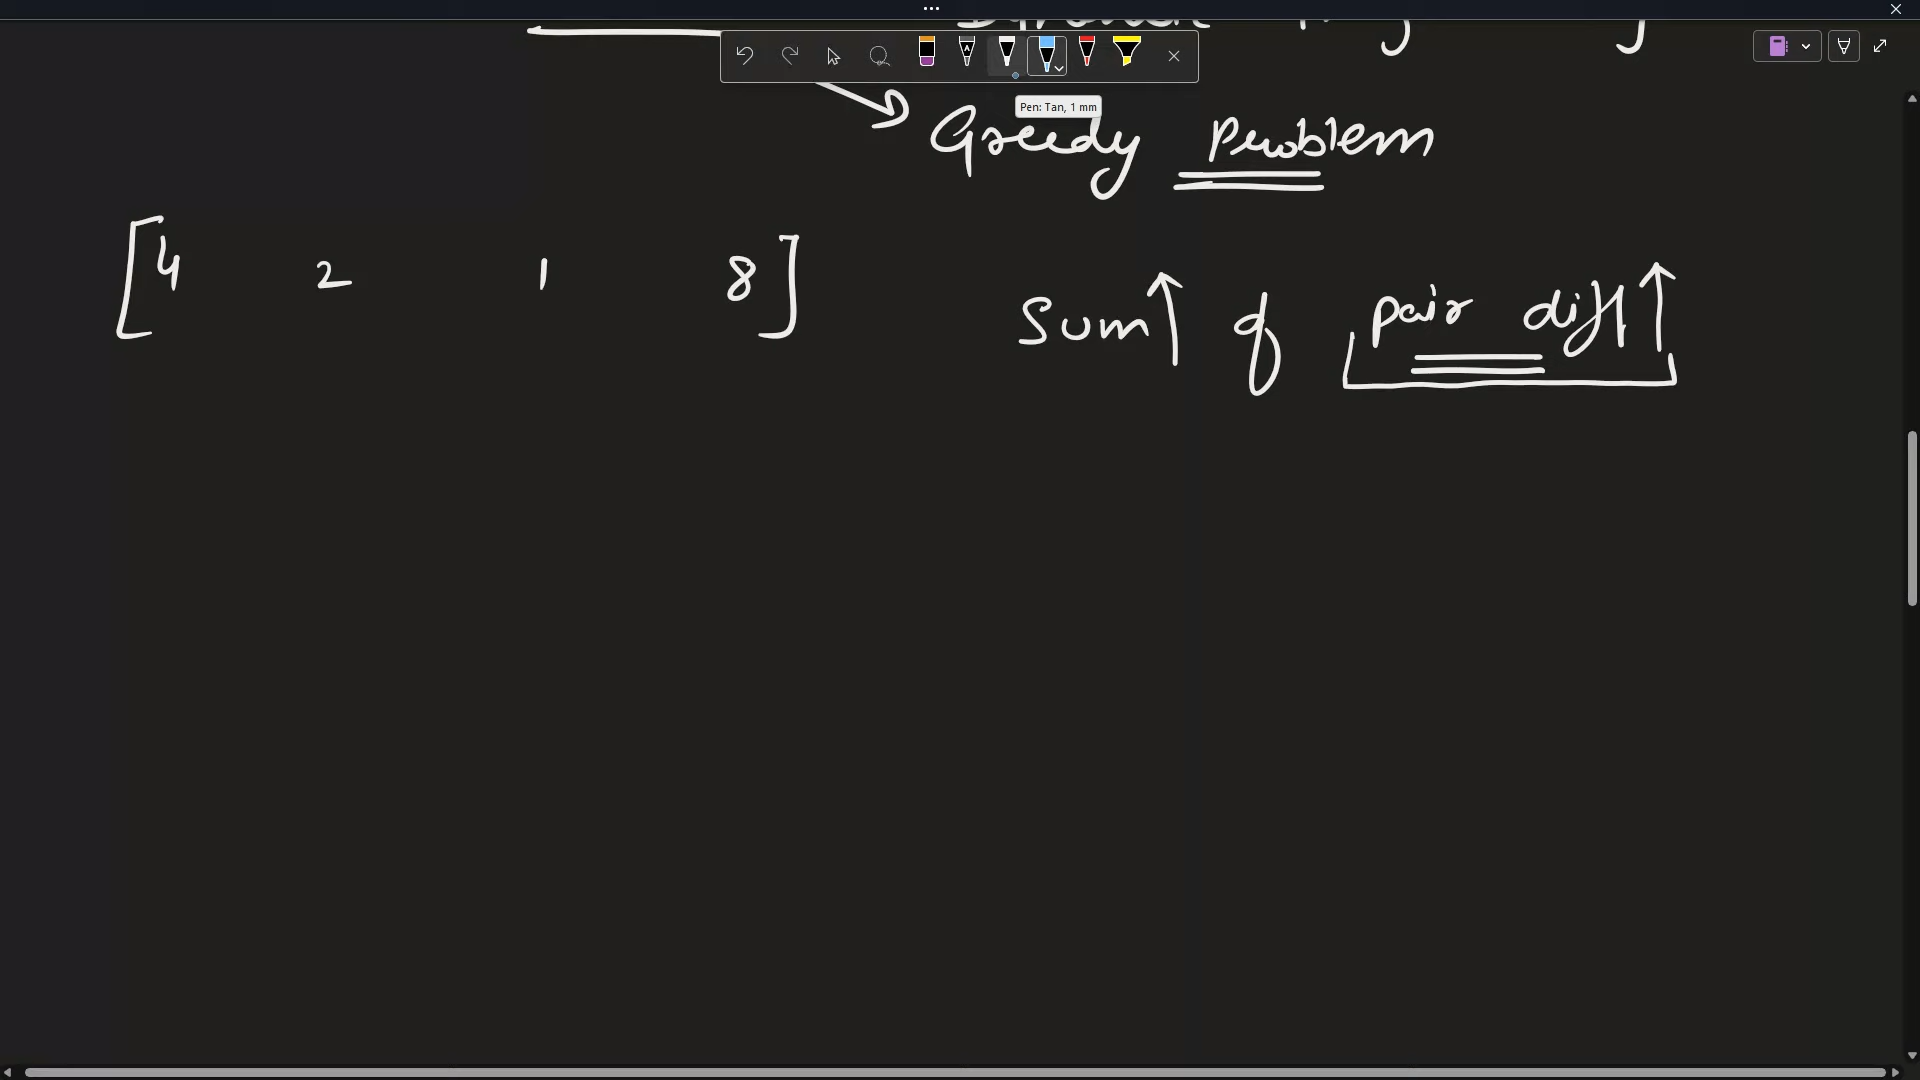 Pen: Tan, 1 mm
Greedy Problem
[4 2 1 8]
Sum↑ of pair diff↑